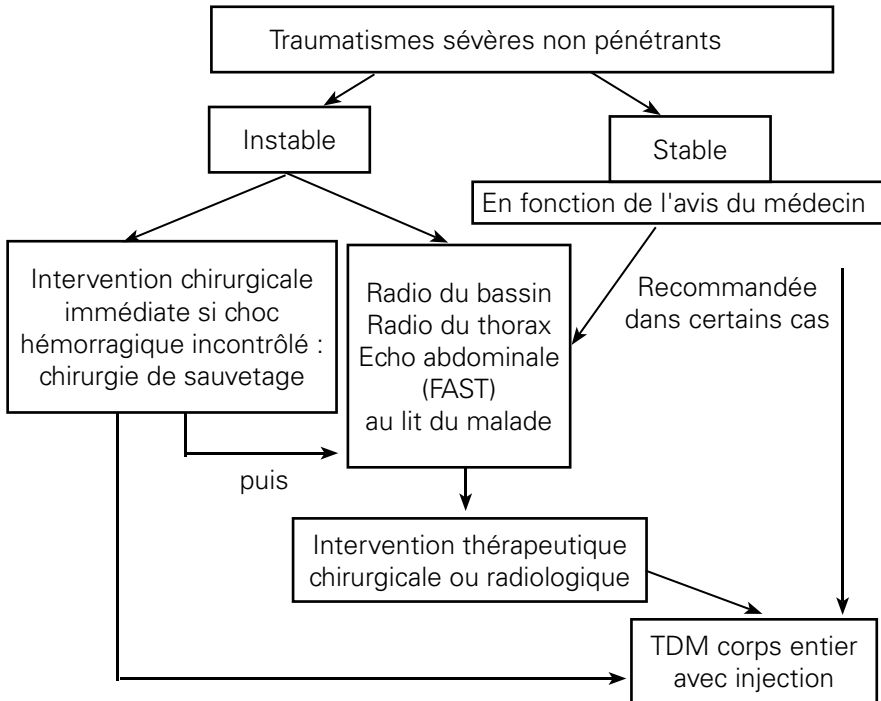 Traumatismes sévères non pénétrants
Instable
Stable
En fonction de l'avis du médecin
Intervention chirurgicale
immédiate si choc
hémorragique incontrôlé :
chirurgie de sauvetage
Radio du bassin
Radio du thorax
Echo abdominale
(FAST)
au lit du malade
Recommandée
dans certains cas
puis
Intervention thérapeutique
chirurgicale ou radiologique
TDM corps entier
avec injection